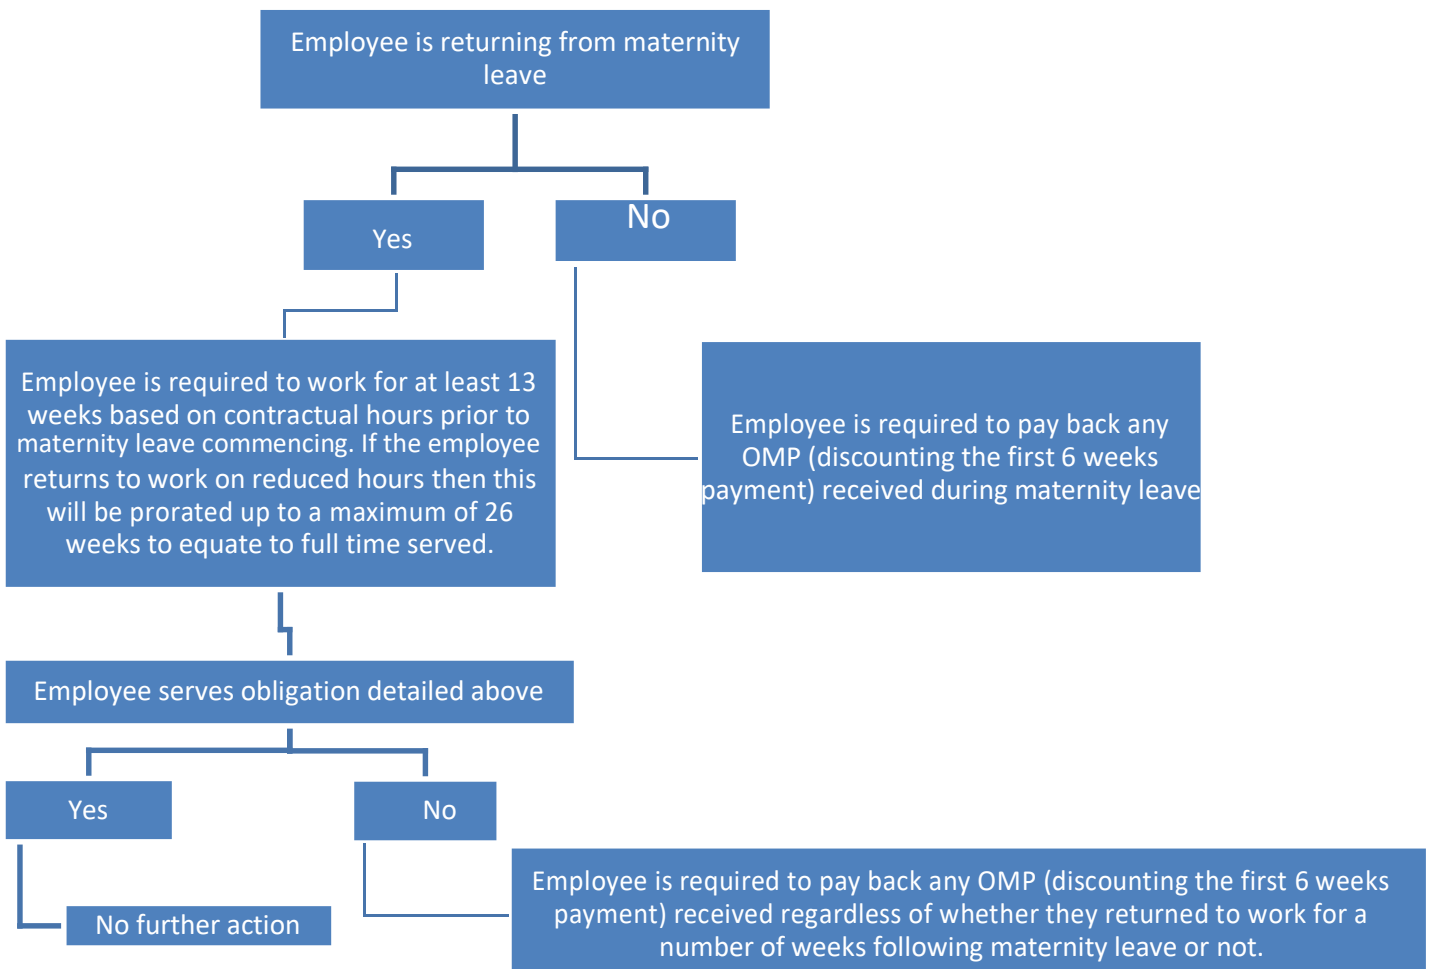 Employee is returning from maternity
leave
Yes
No
Employee is required to work for at least 13
weeks based on contractual hours prior to
maternity leave commencing. If the employee
returns to work on reduced hours then this
will be prorated up to a maximum of 26
weeks to equate to full time served.
Employee is required to pay back any
OMP (discounting the first 6 weeks
payment) received during maternity leave
Employee serves obligation detailed above
Yes
No
No further action
Employee is required to pay back any OMP (discounting the first 6 weeks
payment) received regardless of whether they returned to work for a
number of weeks following maternity leave or not.